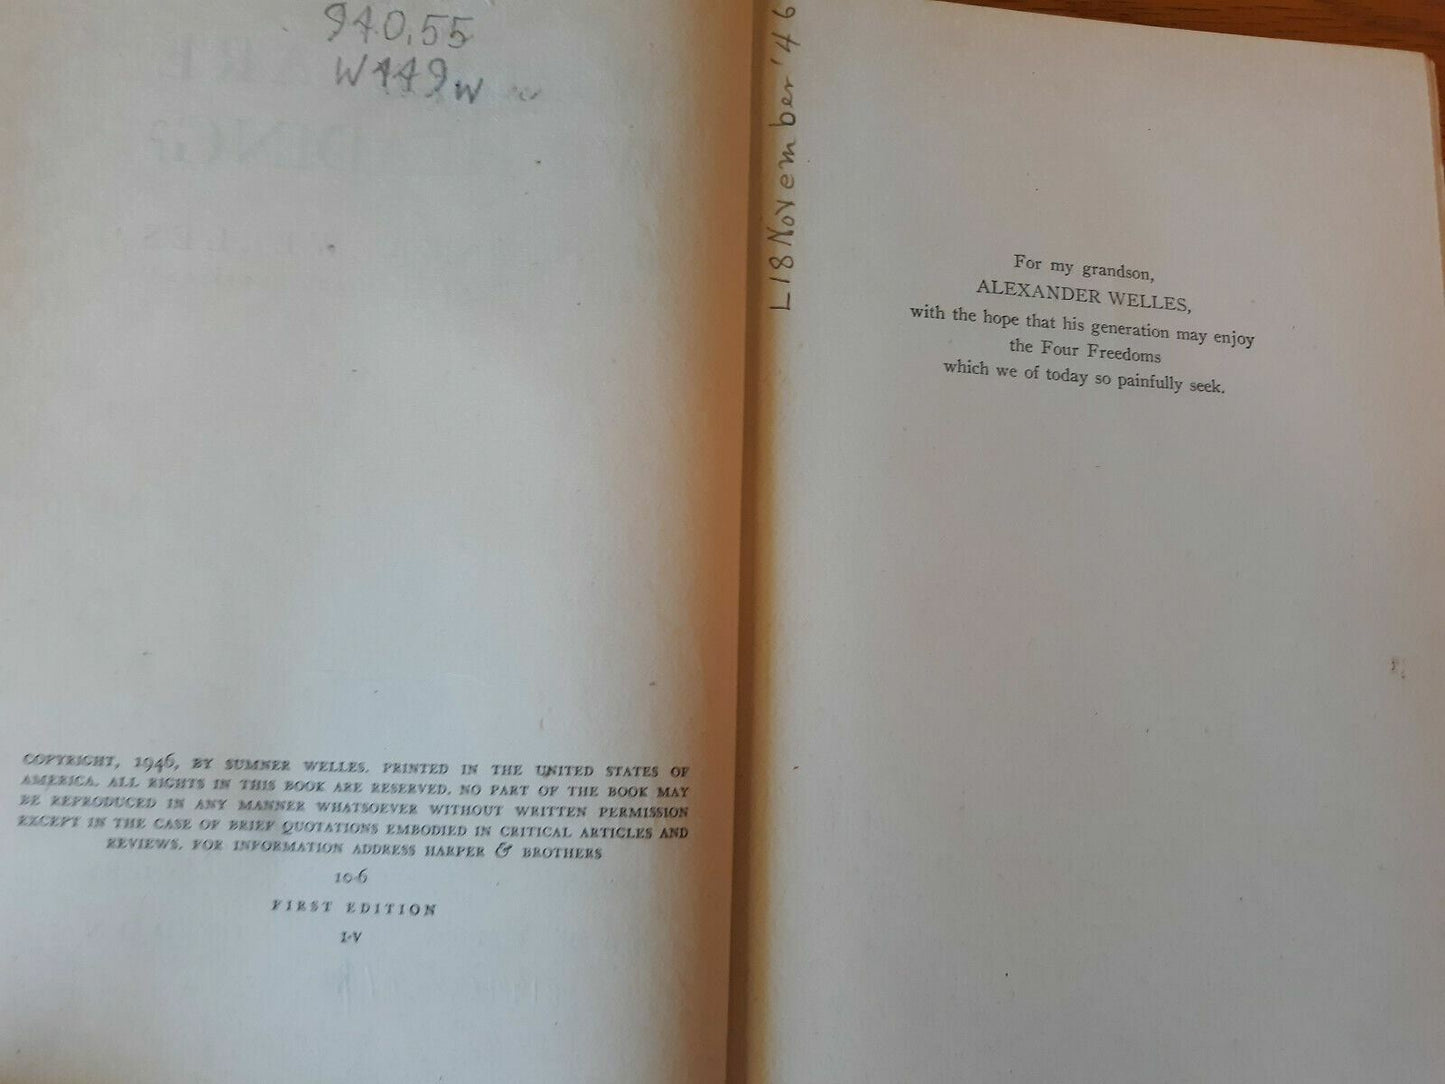 940.55
W449w
COPYRIGHT, 1946, BY SUMNER WELLES. PRINTED IN THE UNITED STATES OF
AMERICA. ALL RIGHTS IN THIS BOOK ARE RESERVED. NO PART OF THE BOOK MAY
BE REPRODUCED IN ANY MANNER WHATSOEVER WITHOUT WRITTEN PERMISSION
EXCEPT IN THE CASE OF BRIEF QUOTATIONS EMBODIED IN CRITICAL ARTICLES AND
REVIEWS. FOR INFORMATION ADDRESS HARPER & BROTHERS
10-6
FIRST EDITION
I-V
L18November'46
For my grandson,
ALEXANDER WELLES,
with the hope that his generation may enjoy
the Four Freedoms
which we of today so painfully seek.